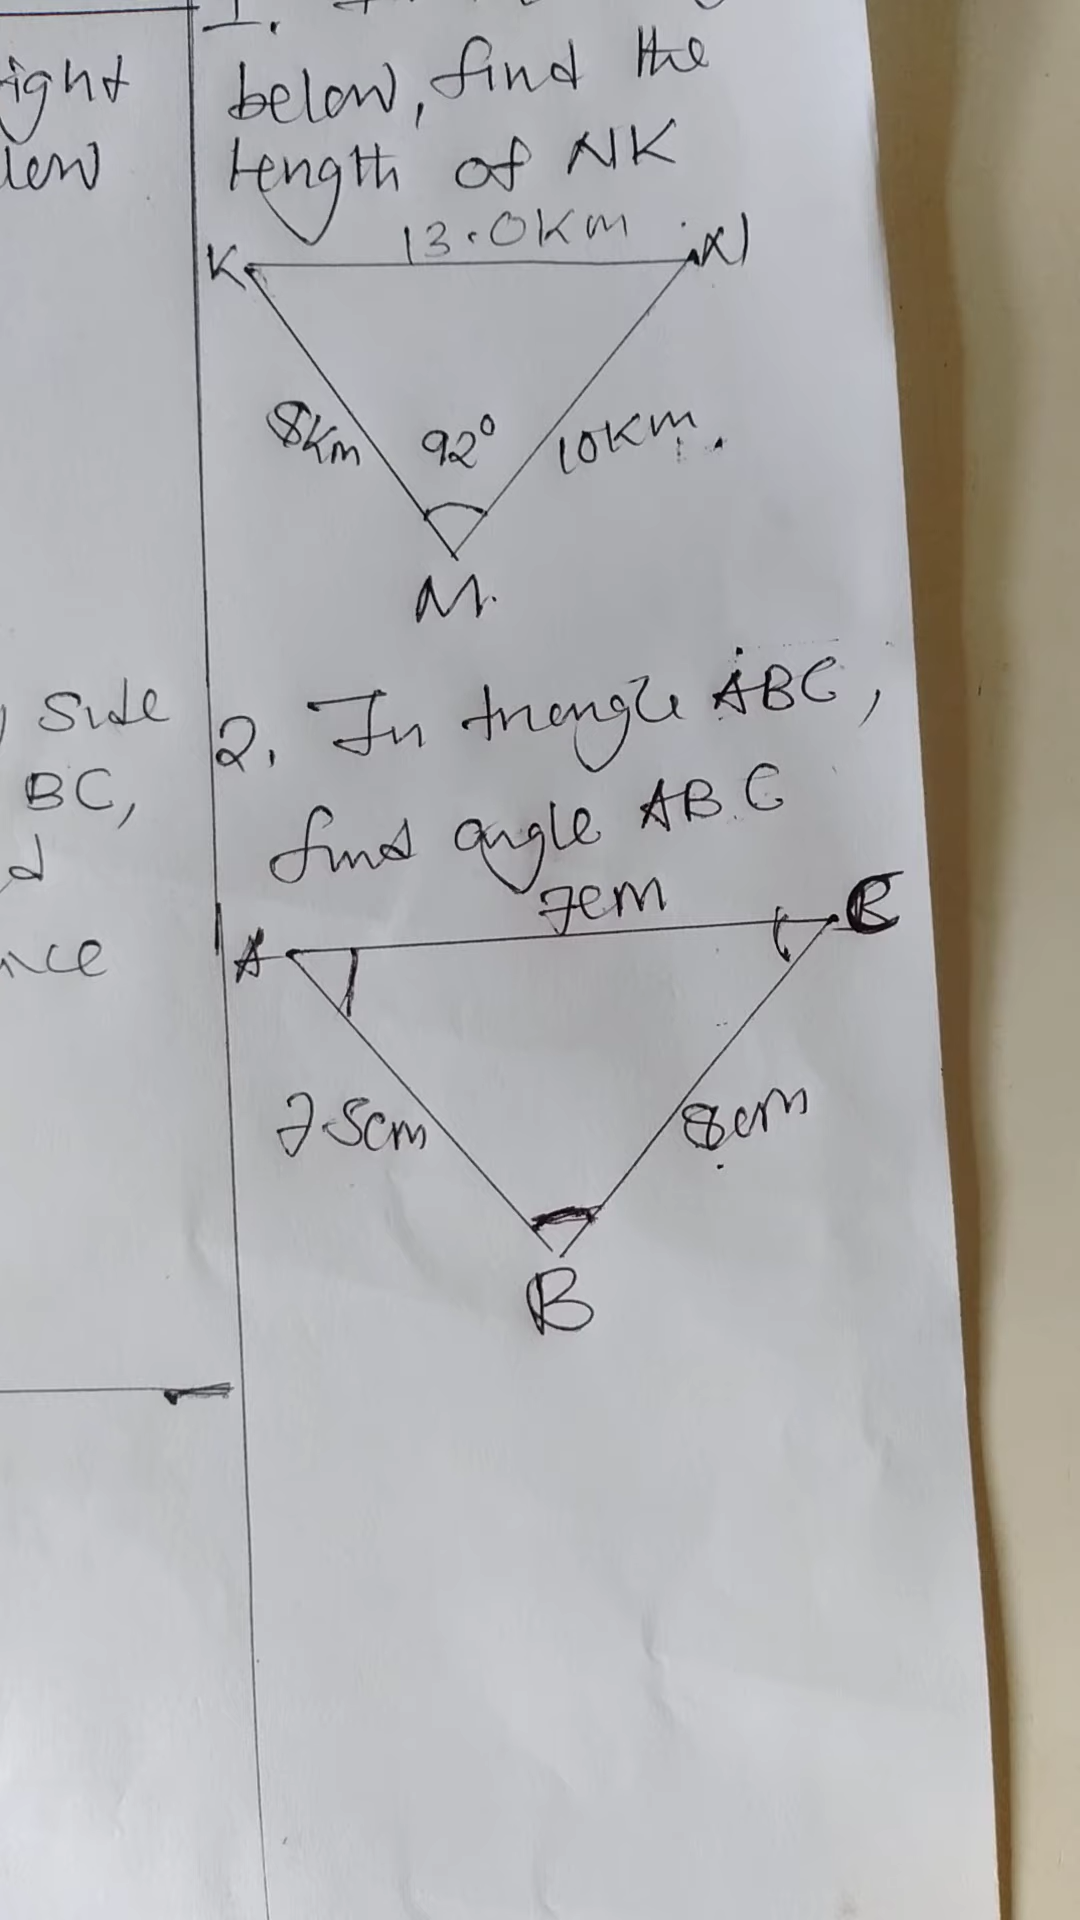 1.
ight
below, find the
low
length of NK
13.0Km
K
N
8Km
92°
10Km
M.
Side
2. In triangle ABC,
BC,
find angle ABC
d
7cm
A
C
nce
7.5cm
8cm
B